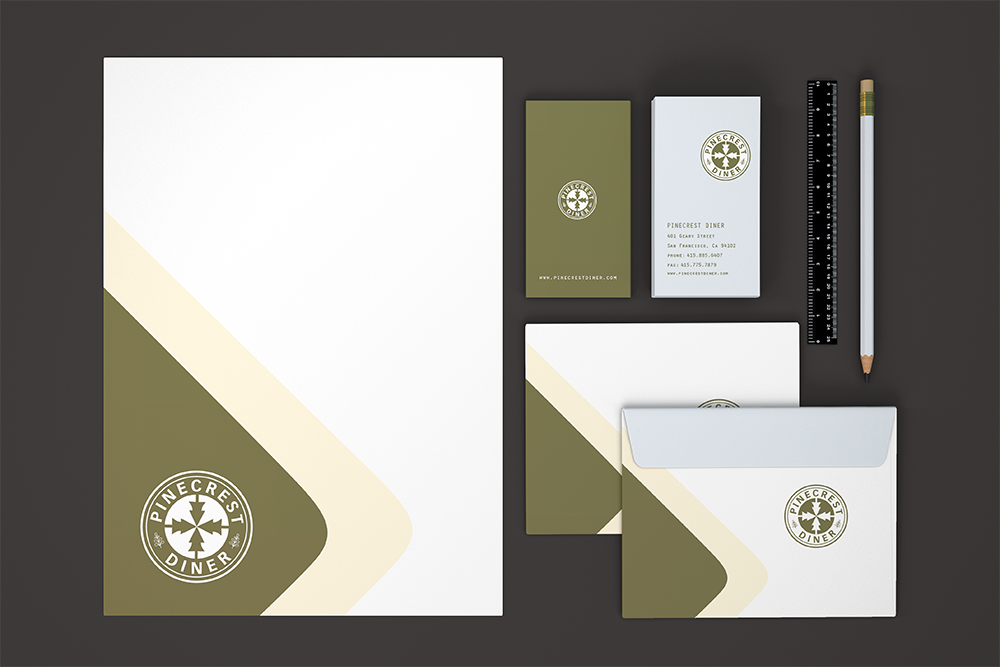 PINECREST
DINER
PINECREST
DINER
WWW.PINECRESTDINER.COM
PINECREST
DINER
PINECREST DINER
401 Geary Street
San Francisco, Ca 94102
phone: 415.885.6407
fax: 415.775.7879
www.pinecrestdiner.com
PINECREST
DINER